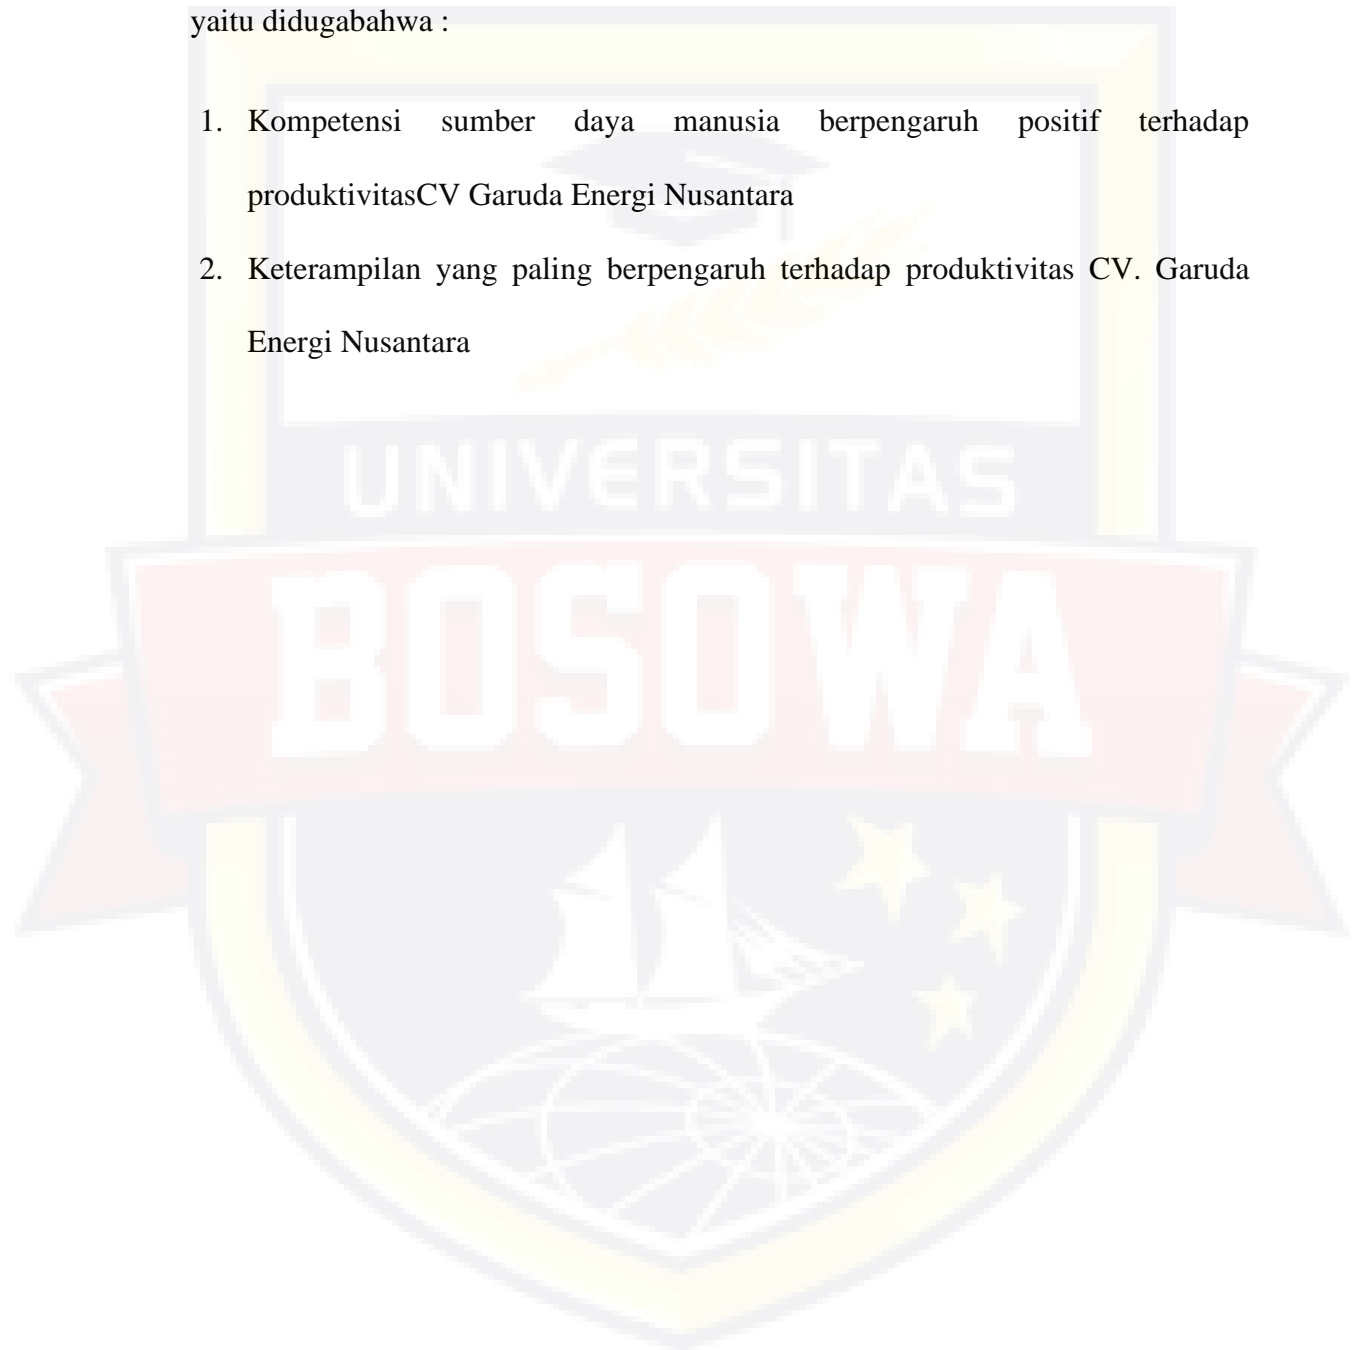 yaitu didugabahwa :
1. Kompetensi sumber daya manusia berpengaruh positif terhadap
produktivitasCV Garuda Energi Nusantara
2. Keterampilan yang paling berpengaruh terhadap produktivitas CV. Garuda
Energi Nusantara
UNIVERSITAS
BOSOWA